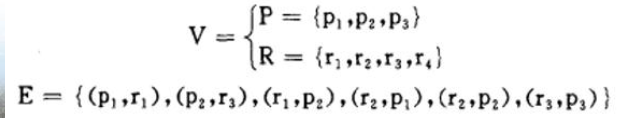 V = { P = {p₁,p₂,p₃}
R = {r₁,r₂,r₃,r₄}
E = {(p₁,r₁),(p₂,r₃),(r₁,p₂),(r₂,p₁),(r₂,p₂),(r₃,p₃)}